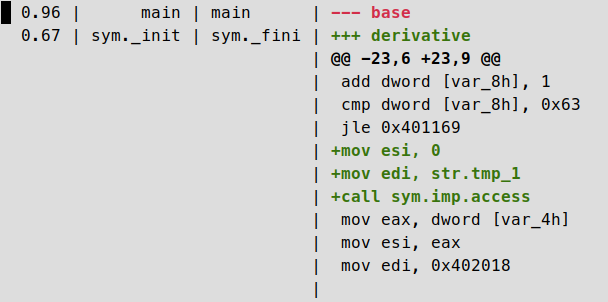 0.96 | main | main | --- base
0.67 | sym._init | sym._fini | +++ derivative
| @@ -23,6 +23,9 @@
| add dword [var_8h], 1
| cmp dword [var_8h], 0x63
| jle 0x401169
| +mov esi, 0
| +mov edi, str.tmp_1
| +call sym.imp.access
| mov eax, dword [var_4h]
| mov esi, eax
| mov edi, 0x402018
|